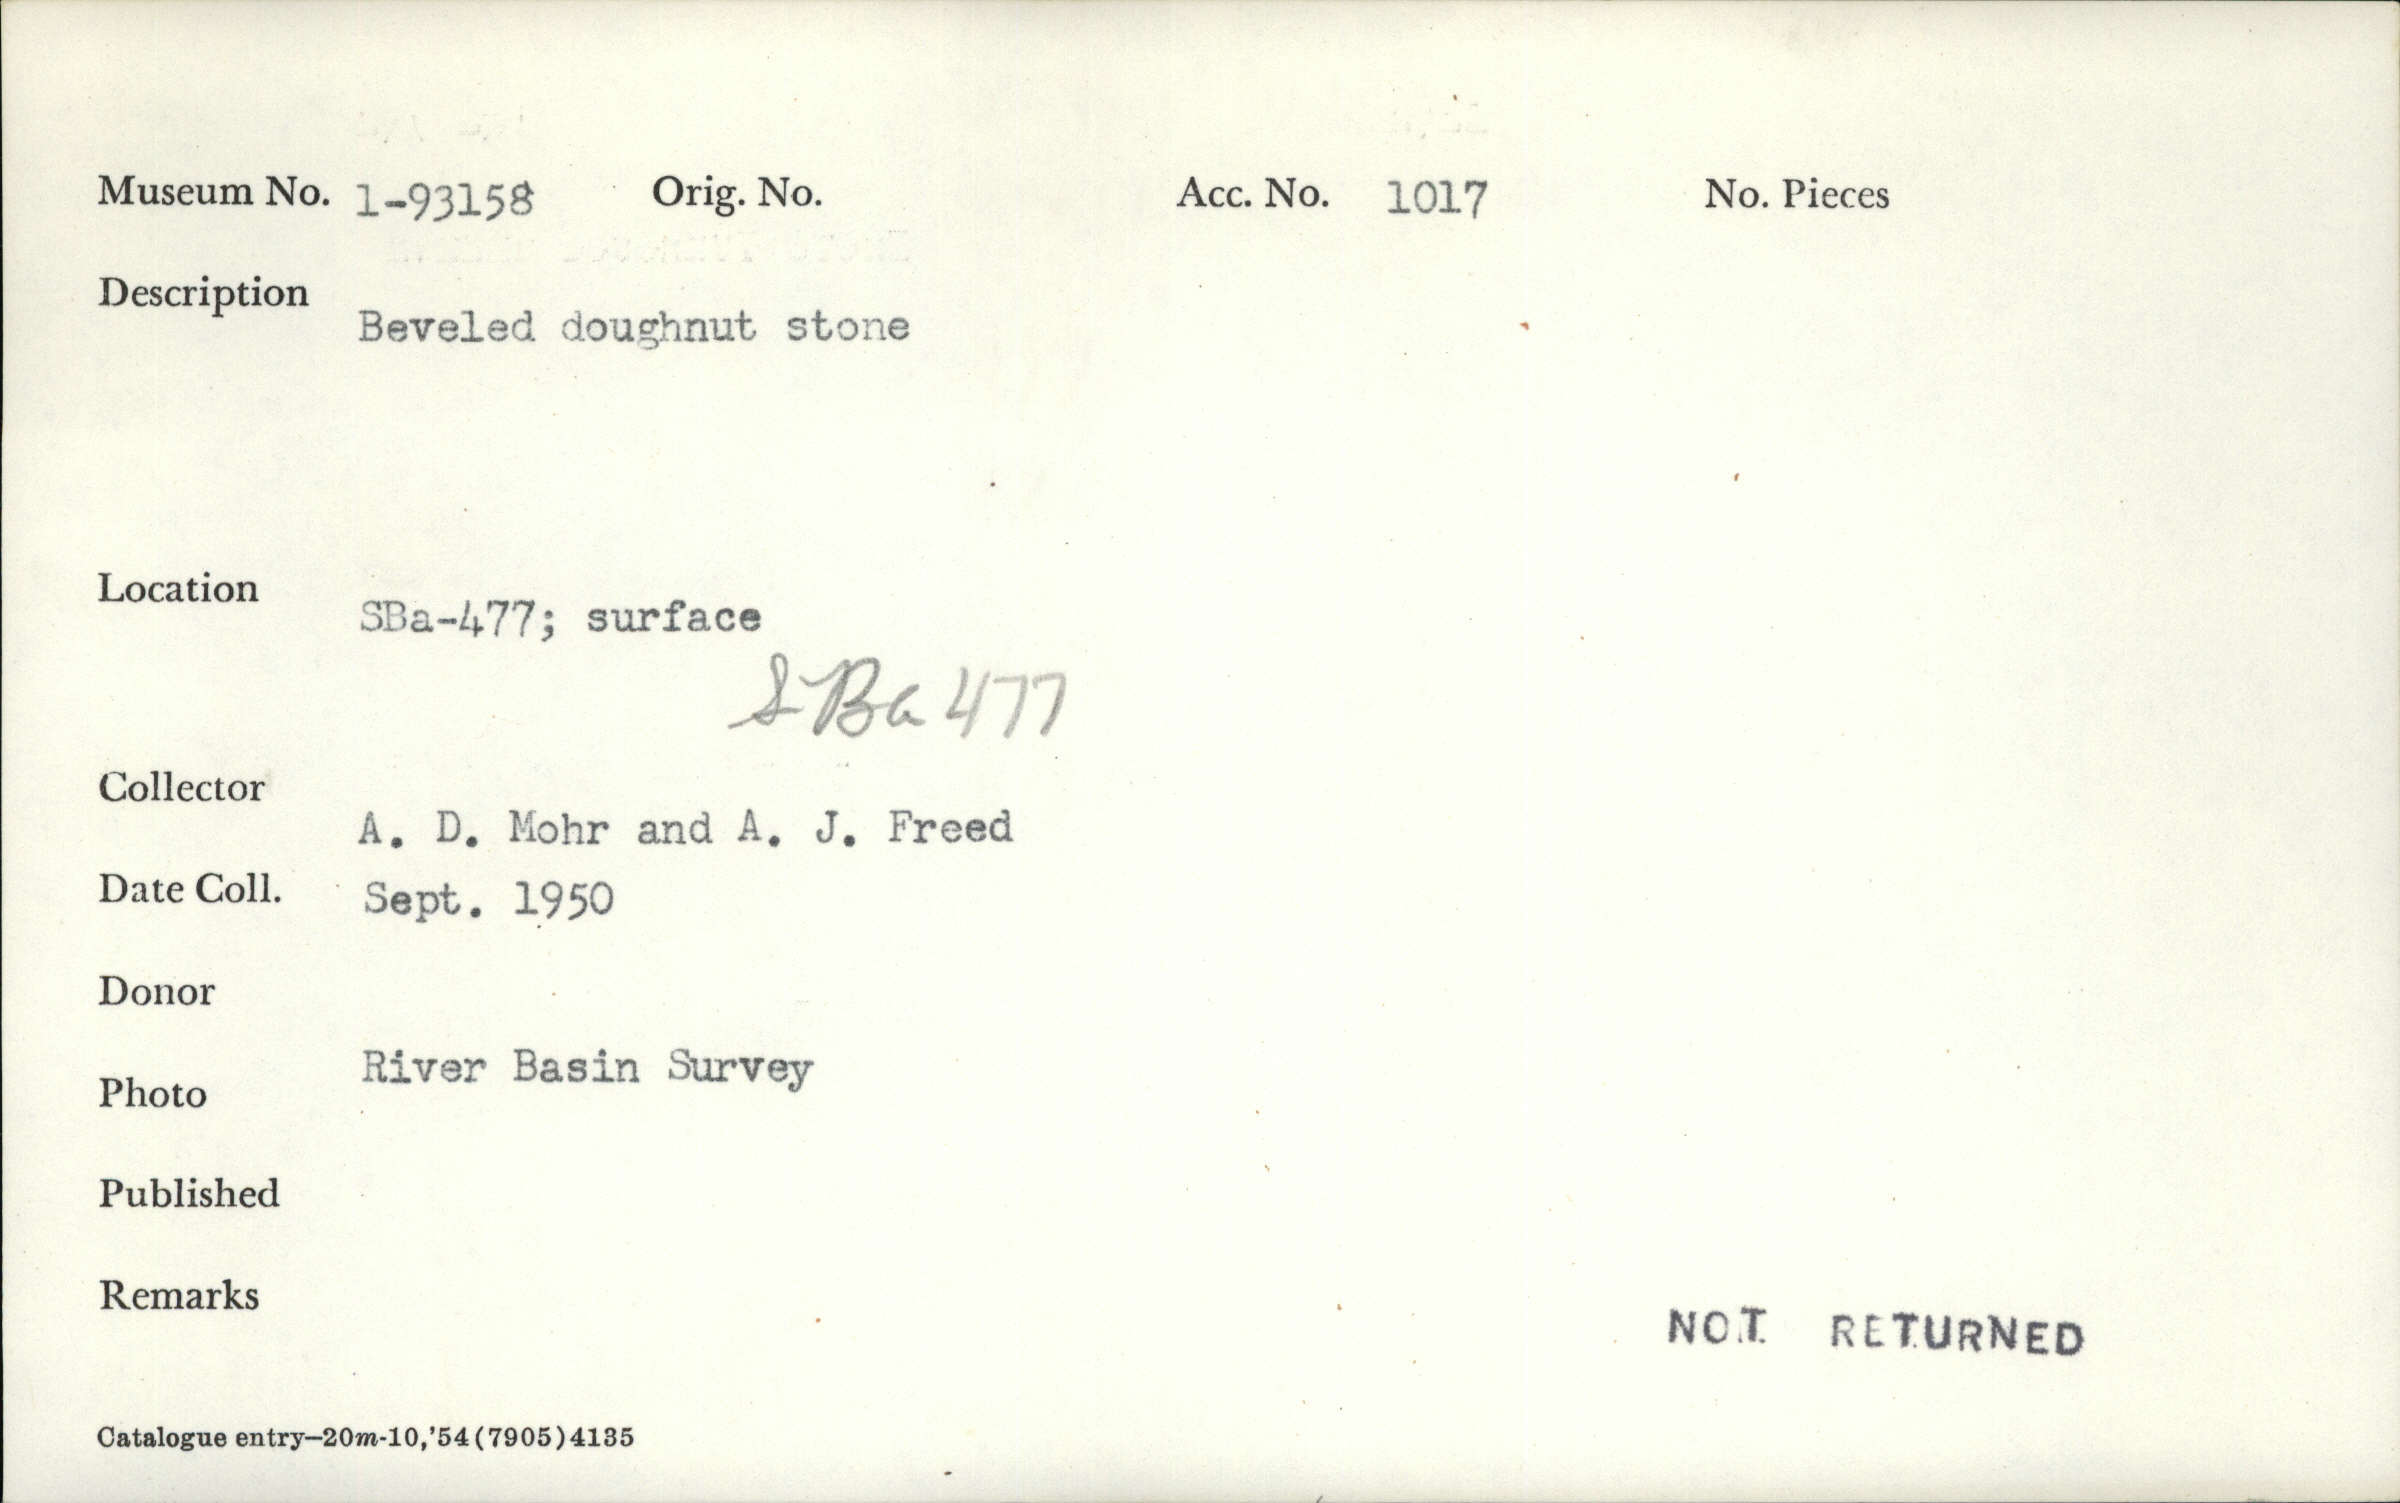 Museum No. 1-93158 Orig. No. Acc. No. 1017 No. Pieces
Description
Beveled doughnut stone
Location
SBa-477; surface
SBa 477
Collector
A. D. Mohr and A. J. Freed
Date Coll. Sept. 1950
Donor
River Basin Survey
Photo
Published
Remarks
NOT RETURNED
Catalogue entry—20m-10,'54(7905)4135